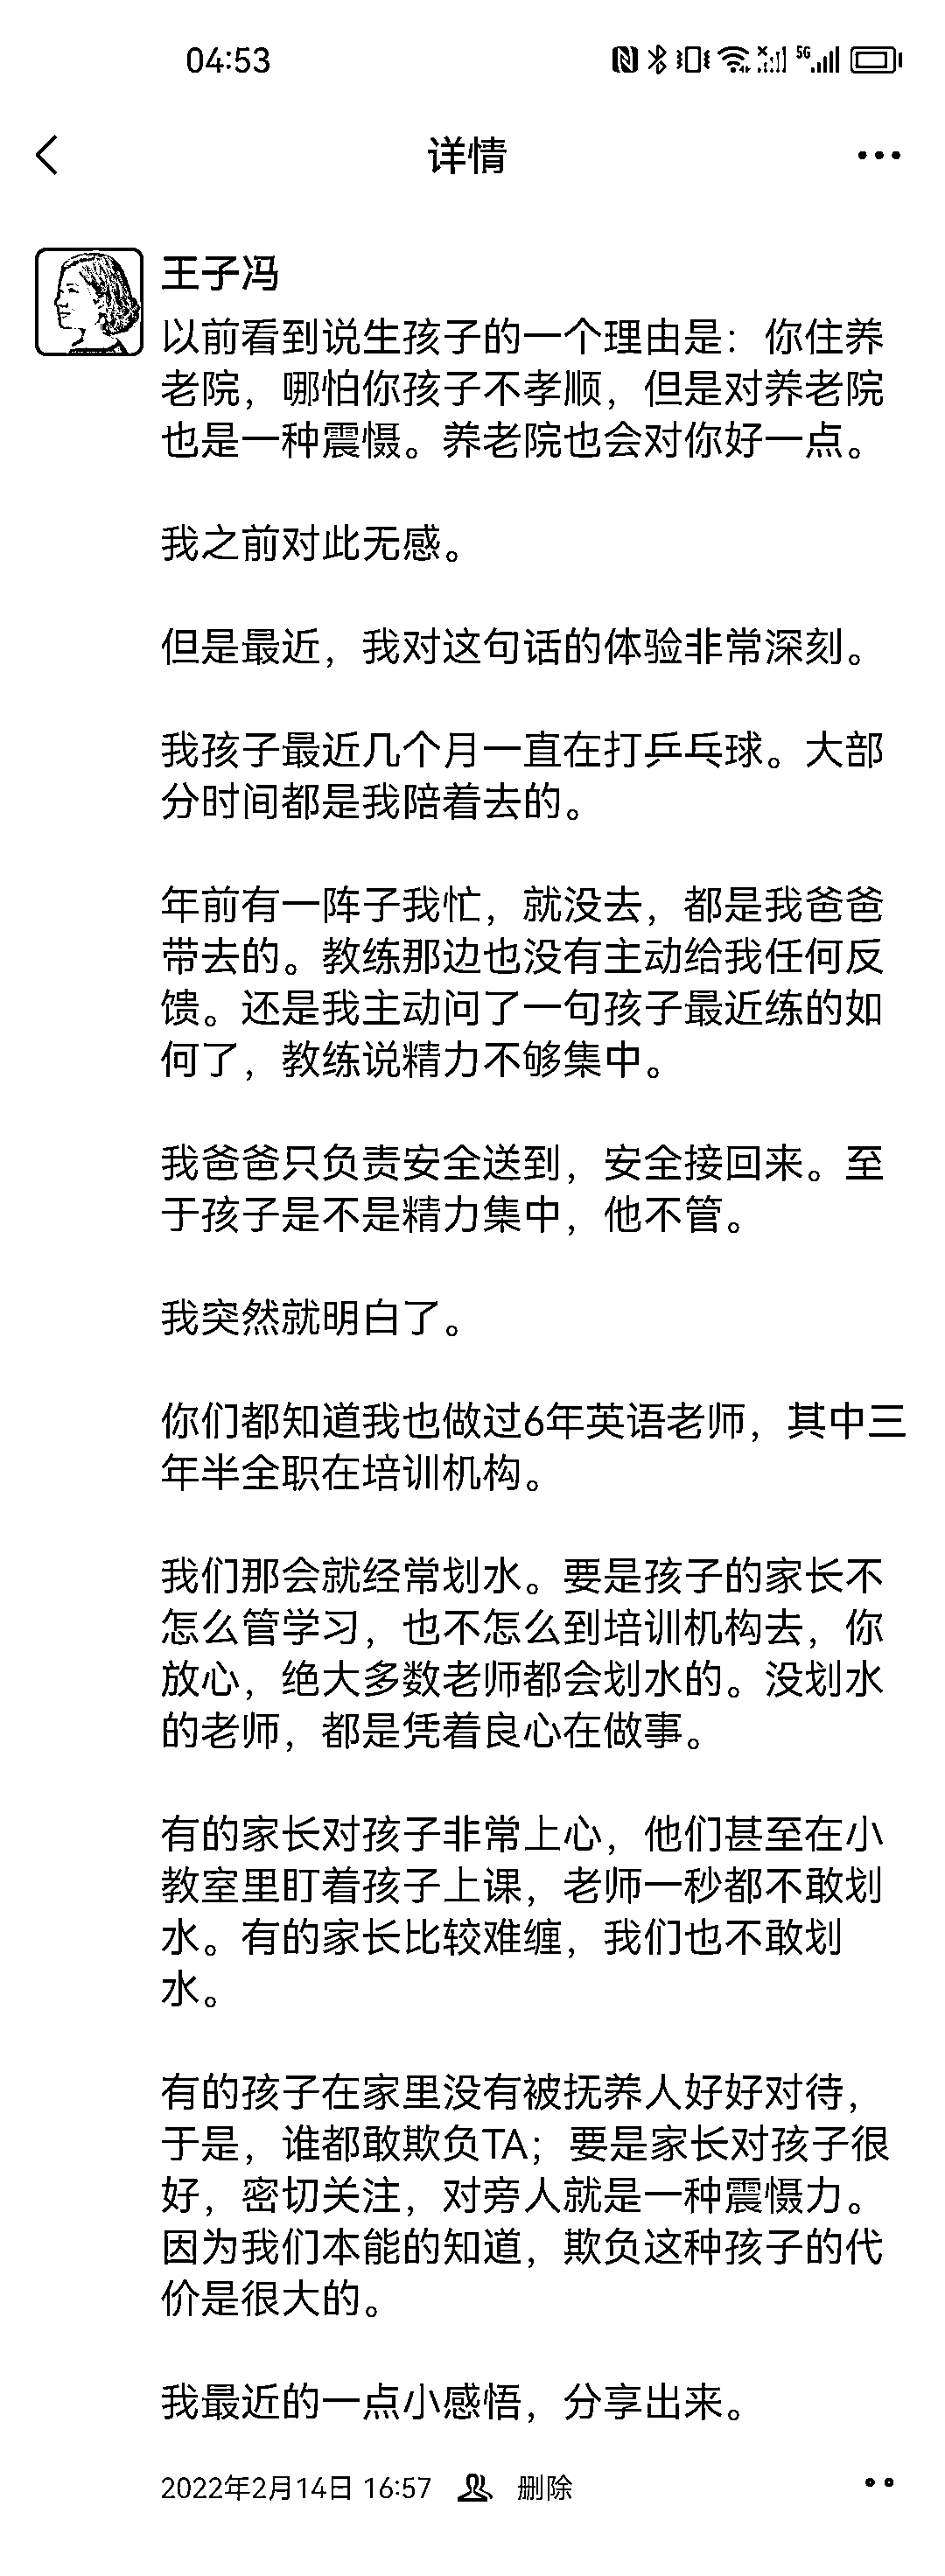 04:53
5G
详情
王子冯
以前看到说生孩子的一个理由是：你住养
老院，哪怕你孩子不孝顺，但是对养老院
也是一种震慑。养老院也会对你好一点。
我之前对此无感。
但是最近，我对这句话的体验非常深刻。
我孩子最近几个月一直在打乒乓球。大部
分时间都是我陪着去的。
年前有一阵子我忙，就没去，都是我爸爸
带去的。教练那边也没有主动给我任何反
馈。还是我主动问了一句孩子最近练的如
何了，教练说精力不够集中。
我爸爸只负责安全送到，安全接回来。至
于孩子是不是精力集中，他不管。
我突然就明白了。
你们都知道我也做过6年英语老师，其中三
年半全职在培训机构。
我们那会就经常划水。要是孩子的家长不
怎么管学习，也不怎么到培训机构去，你
放心，绝大多数老师都会划水的。没划水
的老师，都是凭着良心在做事。
有的家长对孩子非常上心，他们甚至在小
教室里盯着孩子上课，老师一秒都不敢划
水。有的家长比较难缠，我们也不敢划
水。
有的孩子在家里没有被抚养人好好对待，
于是，谁都敢欺负TA；要是家长对孩子很
好，密切关注，对旁人就是一种震慑力。
因为我们本能的知道，欺负这种孩子的代
价是很大的。
我最近的一点小感悟，分享出来。
2022年2月14日 16:57 删除